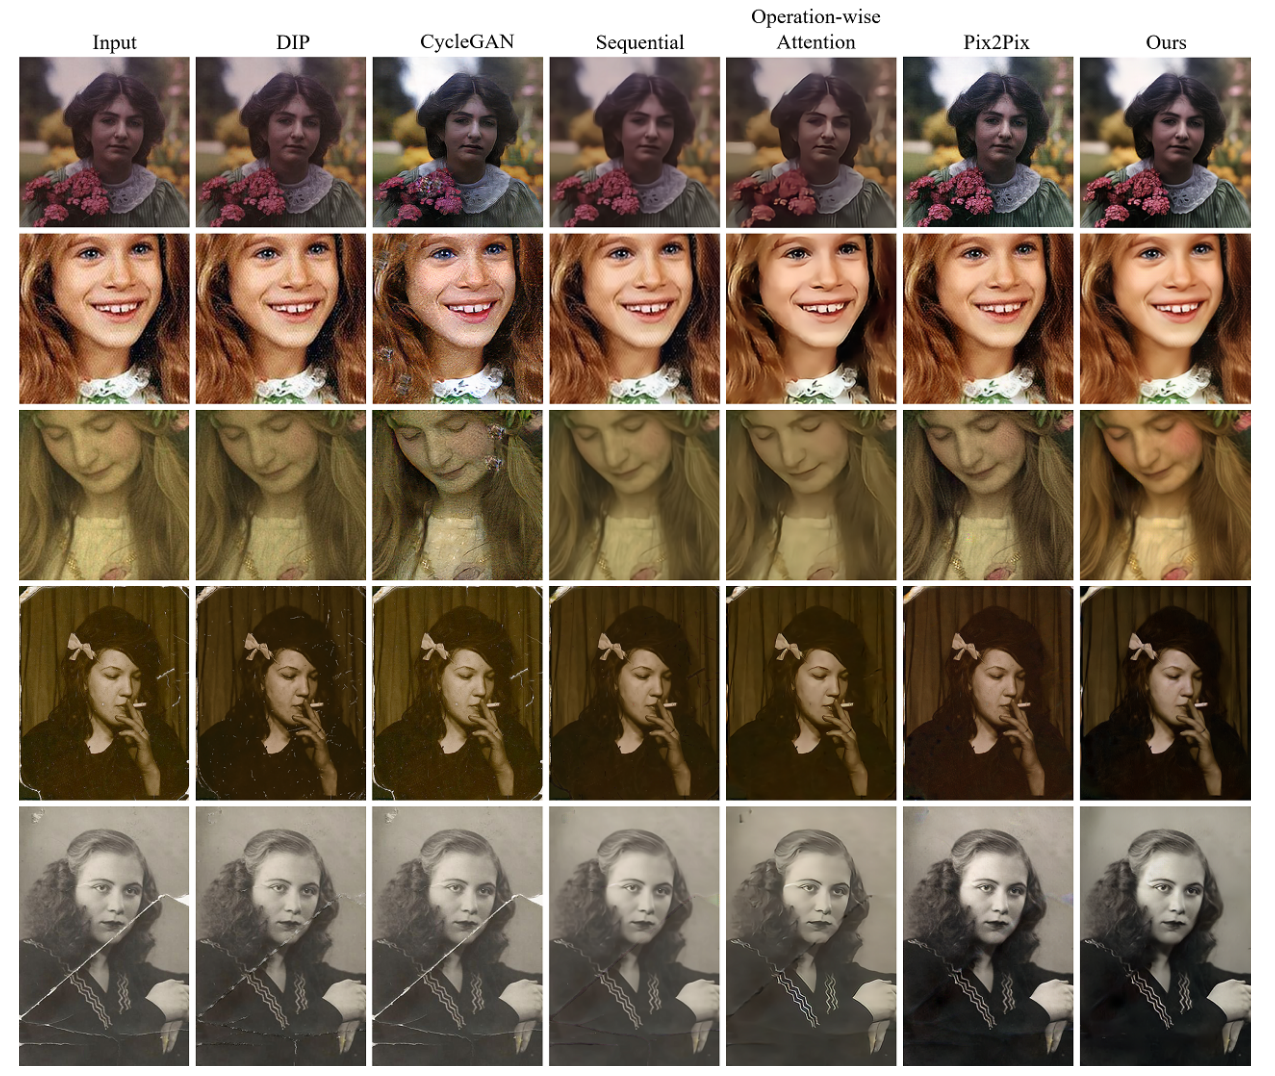 Input
DIP
CycleGAN
Sequential
Operation-wise
Attention
Pix2Pix
Ours